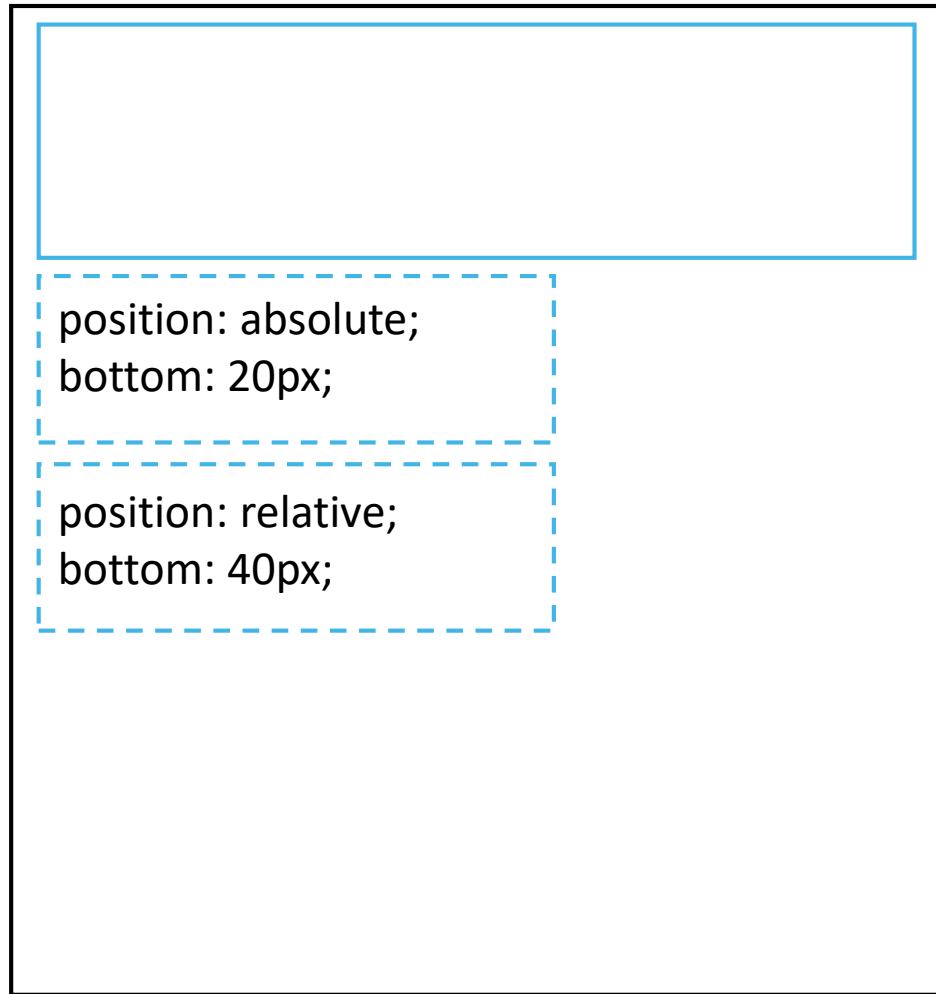 position: absolute;
bottom: 20px;
position: relative;
bottom: 40px;